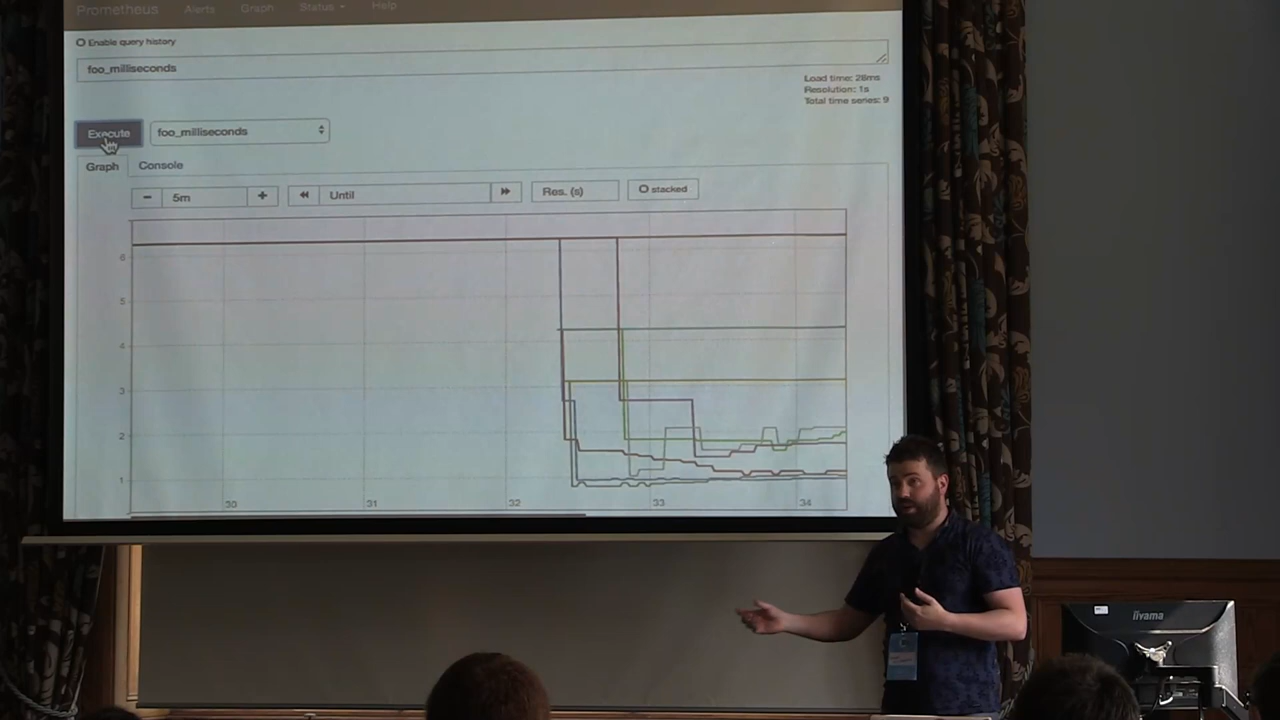 Prometheus Alerts Graph Status Help
Enable query history
foo_milliseconds
Load time: 28ms
Resolution: 1s
Total time series: 9
Execute foo_milliseconds
Graph Console
− 5m + Until Res. (s) stacked
6
5
4
3
2
1
30 31 32 33 34
iiyama